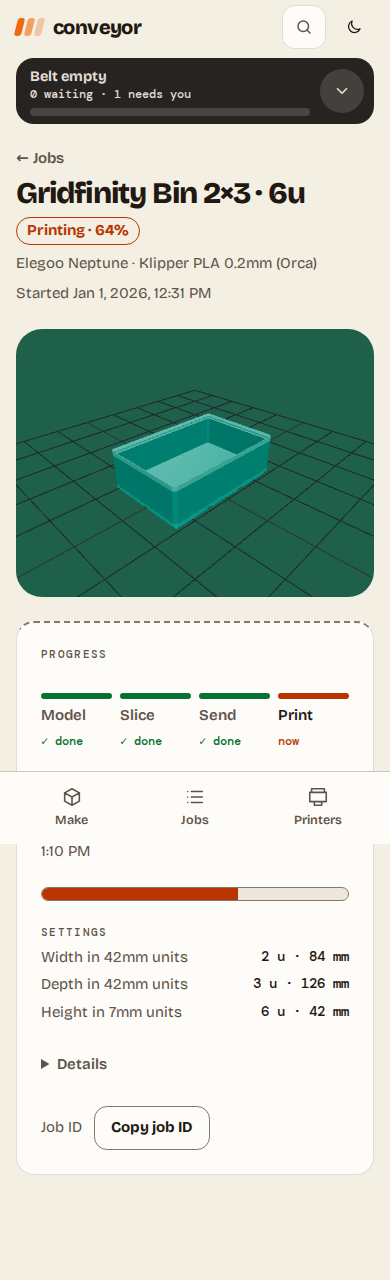 conveyor
Belt empty
0 waiting · 1 needs you
← Jobs
Gridfinity Bin 2×3 · 6u
Printing · 64%
Elegoo Neptune · Klipper PLA 0.2mm (Orca)
Started Jan 1, 2026, 12:31 PM
PROGRESS
Model Slice Send Print
✓ done ✓ done ✓ done now
Make Jobs Printers
1:10 PM
SETTINGS
Width in 42mm units 2 u · 84 mm
Depth in 42mm units 3 u · 126 mm
Height in 7mm units 6 u · 42 mm
▶ Details
Job ID Copy job ID